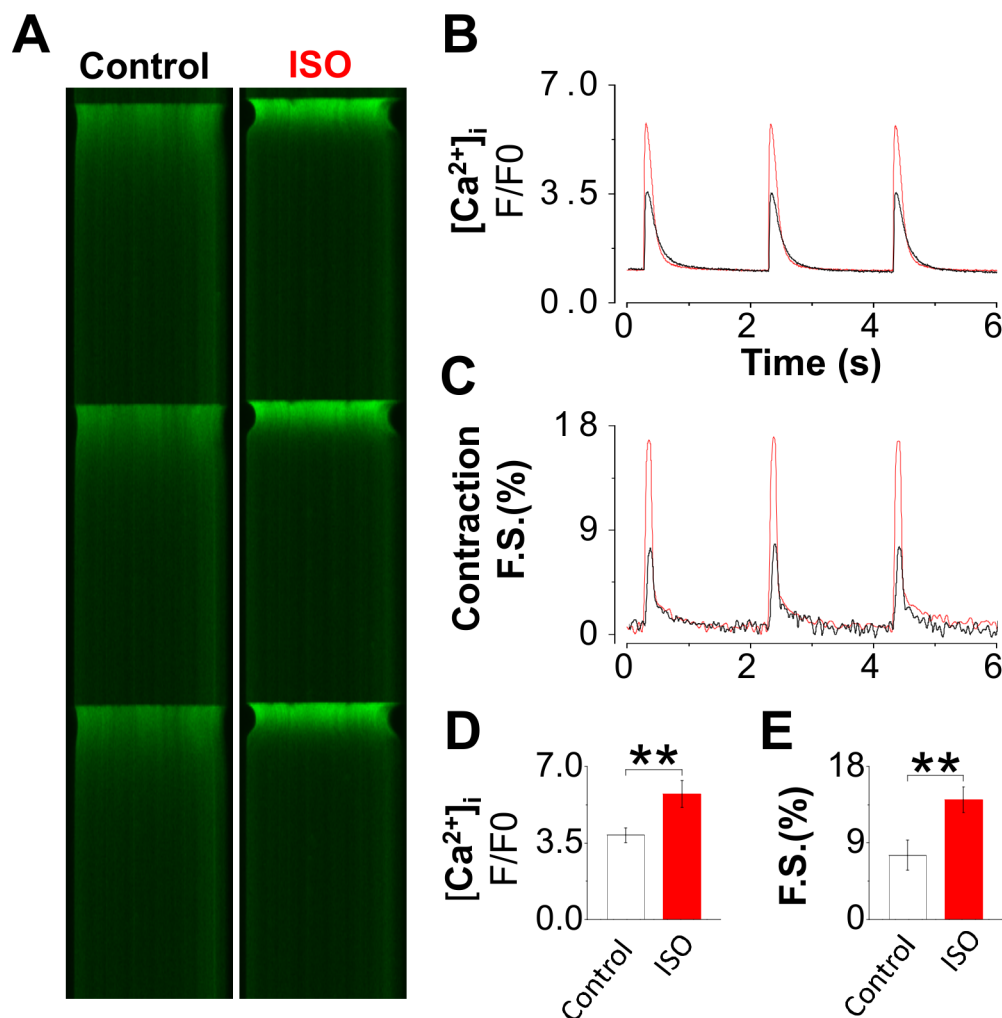 A
Control
ISO
B
[Ca²⁺]i
F/F0
7.0
3.5
0.0
0 2 4 6
Time (s)
C
Contraction
F.S.(%)
18
9
0
0 2 4 6
D
[Ca²⁺]i
F/F0
7.0
3.5
0.0
**
Control
ISO
E
F.S.(%)
18
9
0
**
Control
ISO